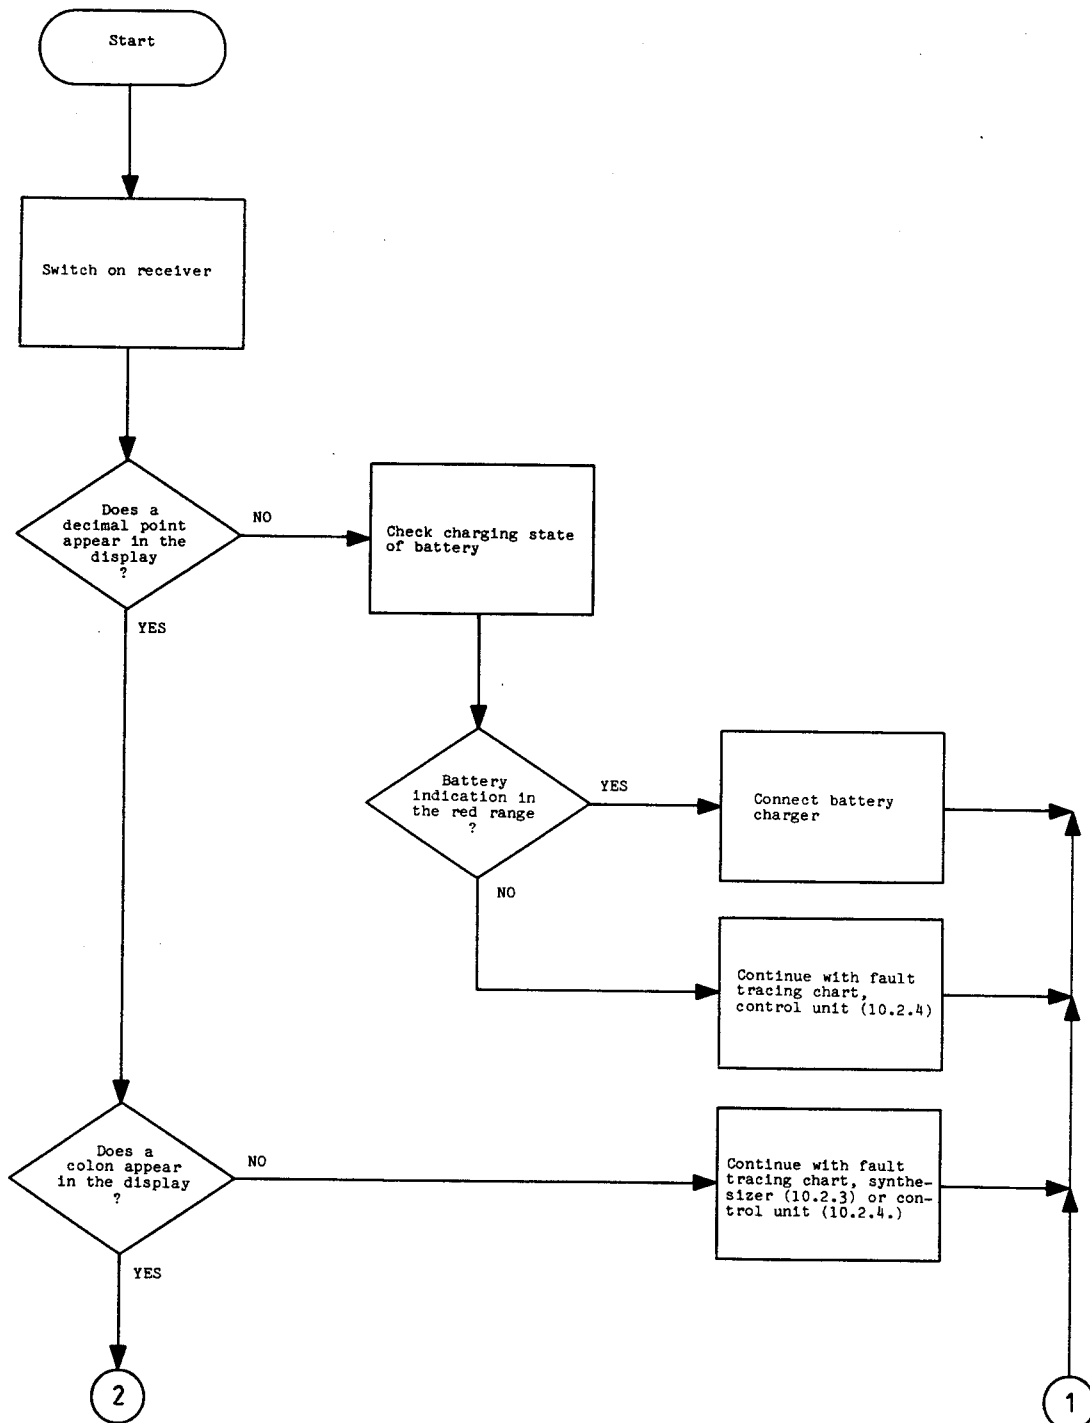 Start
Switch on receiver
Does a
decimal point
appear in the
display
?
NO
YES
Check charging state
of battery
Battery
indication in
the red range
?
YES
NO
Connect battery
charger
Continue with fault
tracing chart,
control unit (10.2.4)
Does a
colon appear
in the display
?
NO
YES
Continue with fault
tracing chart, synthe-
sizer (10.2.3) or con-
trol unit (10.2.4.)
2
1